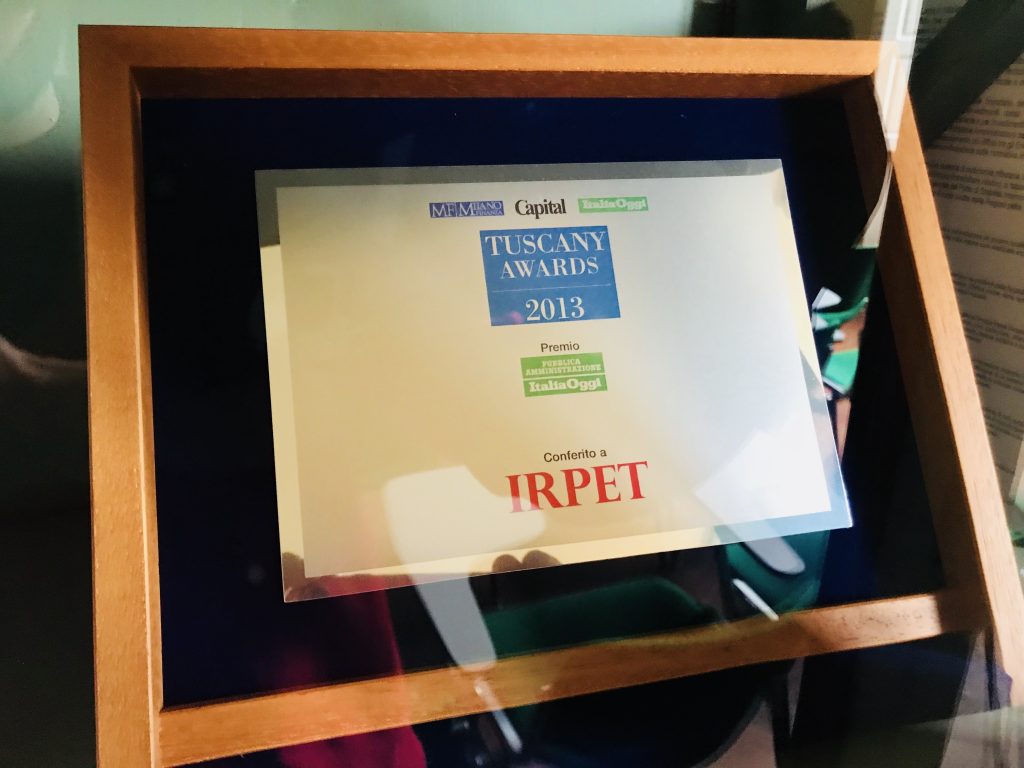 MF MILANO FINANZA Capital ItaliaOggi
TUSCANY
AWARDS
2013
Premio
PUBBLICA
AMMINISTRAZIONE
ItaliaOggi
Conferito a
IRPET